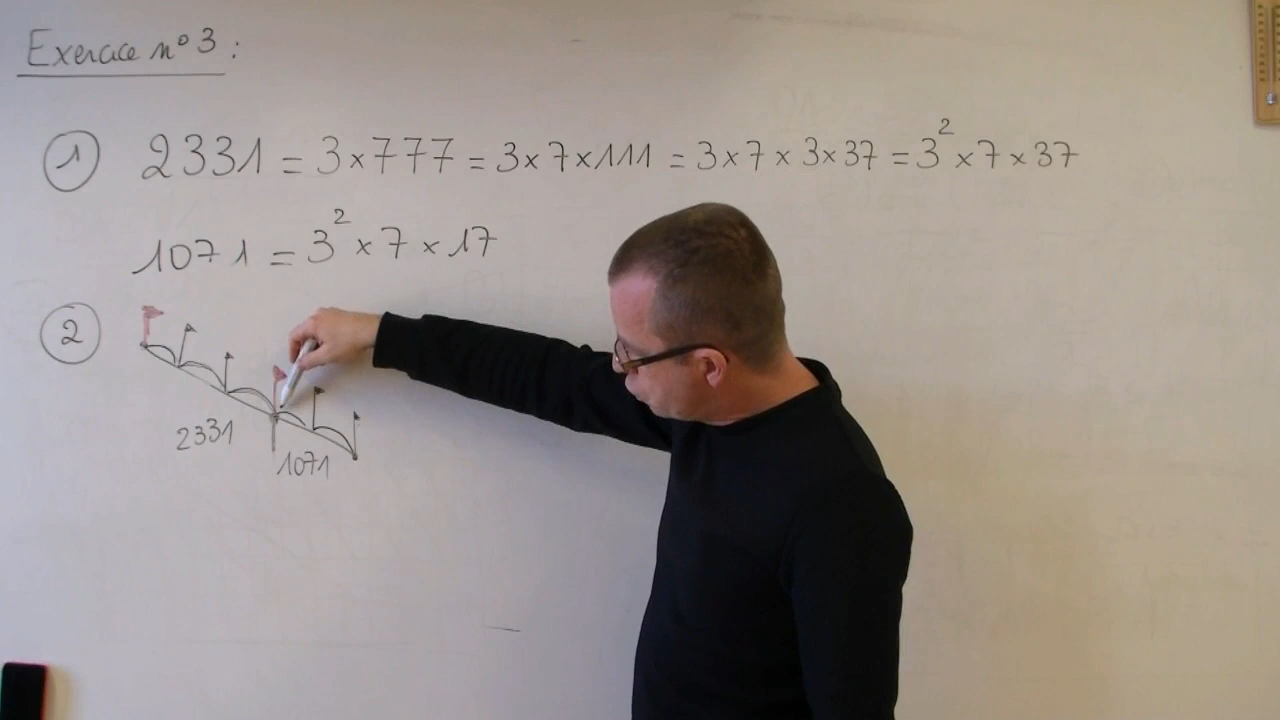 Exercice n° 3 :
① 2331 = 3 × 777 = 3 × 7 × 111 = 3 × 7 × 3 × 37 = 3² × 7 × 37
1071 = 3² × 7 × 17
②
2331
1071